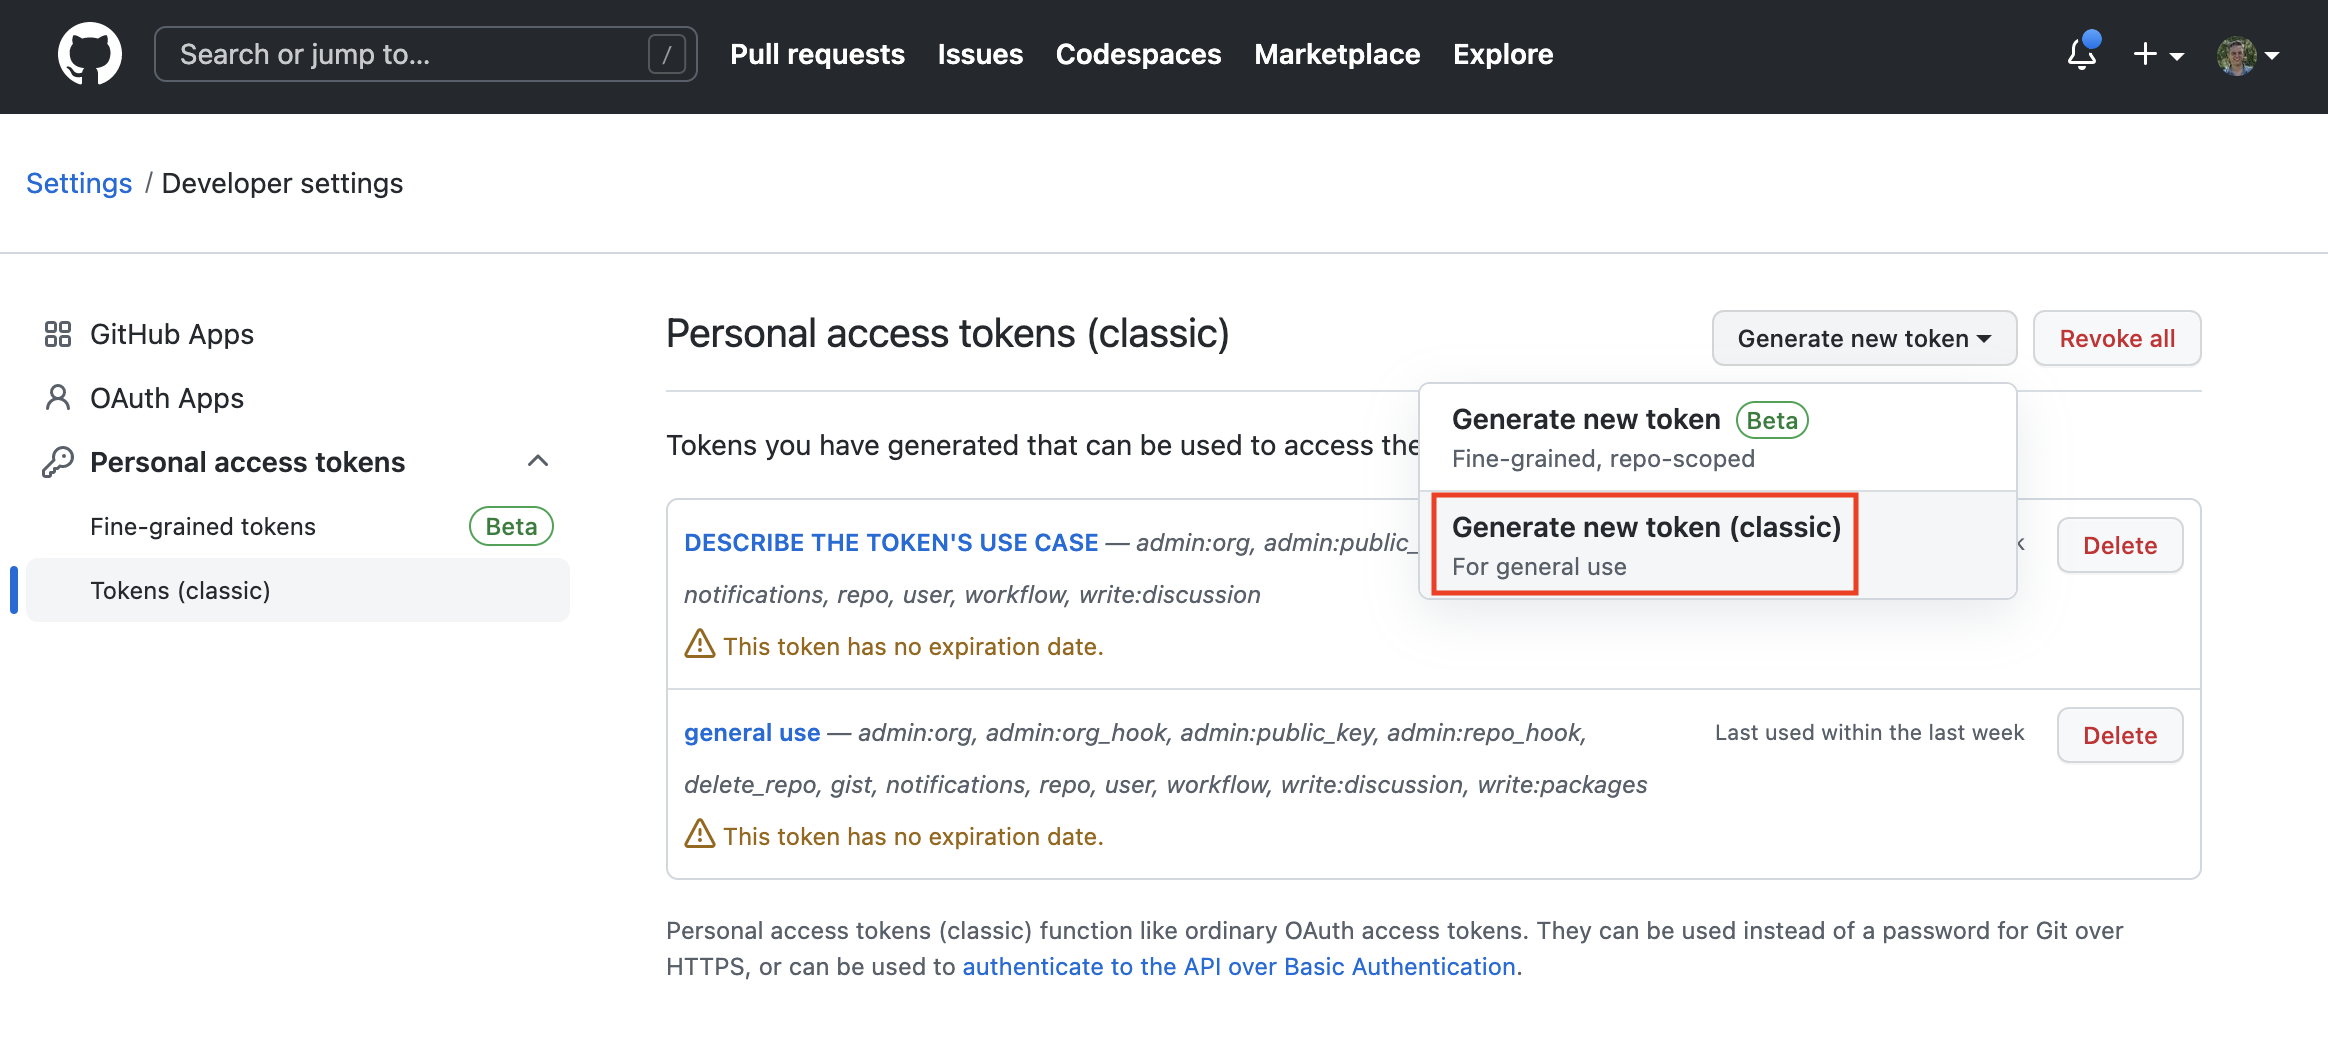 Search or jump to... /
Pull requests Issues Codespaces Marketplace Explore
Settings / Developer settings
GitHub Apps
OAuth Apps
Personal access tokens
Fine-grained tokens Beta
Tokens (classic)
Personal access tokens (classic)
Generate new token
Revoke all
Generate new token Beta
Fine-grained, repo-scoped
Generate new token (classic)
For general use
Tokens you have generated that can be used to access the
DESCRIBE THE TOKEN'S USE CASE — admin:org, admin:public_
notifications, repo, user, workflow, write:discussion
This token has no expiration date.
Delete
general use — admin:org, admin:org_hook, admin:public_key, admin:repo_hook,
delete_repo, gist, notifications, repo, user, workflow, write:discussion, write:packages
This token has no expiration date.
Last used within the last week
Delete
Personal access tokens (classic) function like ordinary OAuth access tokens. They can be used instead of a password for Git over
HTTPS, or can be used to authenticate to the API over Basic Authentication.